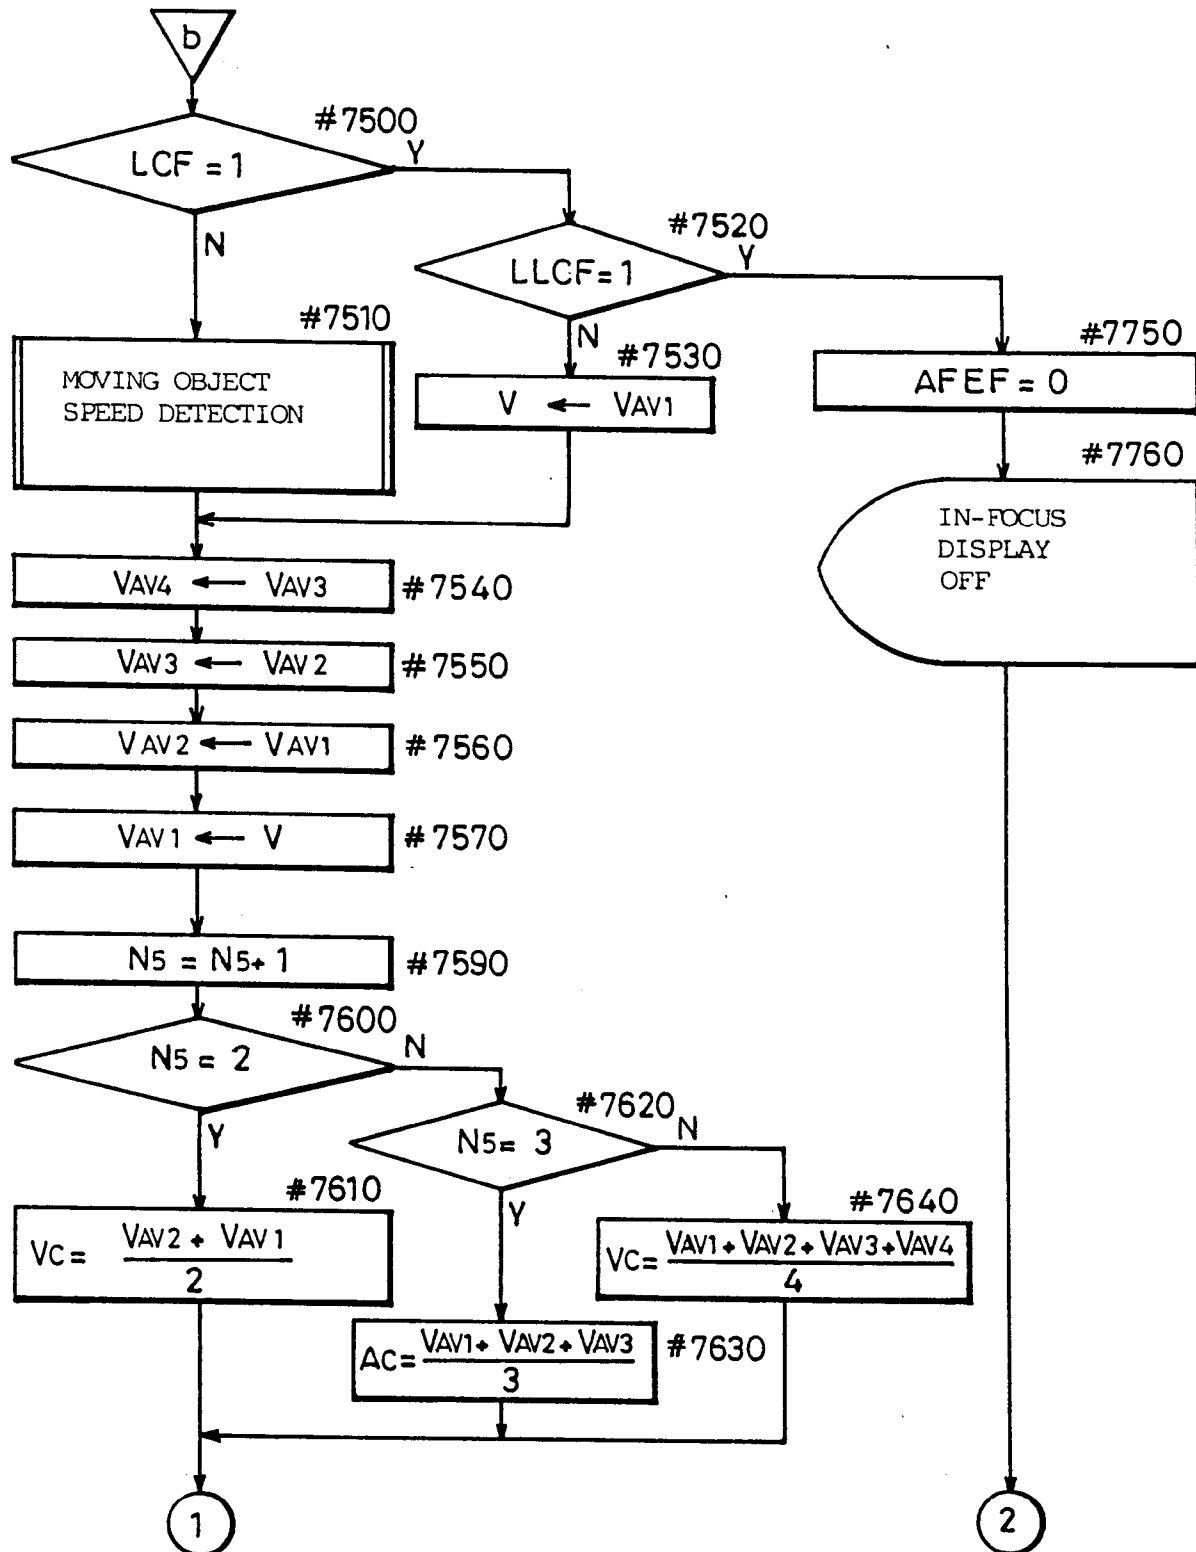 b
#7500
LCF = 1
Y
N
#7520
LLCF = 1
Y
N
#7510
MOVING OBJECT
SPEED DETECTION
#7530
V ← VAV1
#7750
AFEF = 0
#7760
IN-FOCUS
DISPLAY
OFF
VAV4 ← VAV3 #7540
VAV3 ← VAV2 #7550
VAV2 ← VAV1 #7560
VAV1 ← V #7570
N5 = N5+ 1 #7590
#7600
N5 = 2
N
Y
#7620
N5 = 3
N
Y
#7610
VC = VAV2 + VAV1
2
#7640
VC = VAV1 + VAV2 + VAV3 + VAV4
4
AC = VAV1 + VAV2 + VAV3
3
#7630
1
2